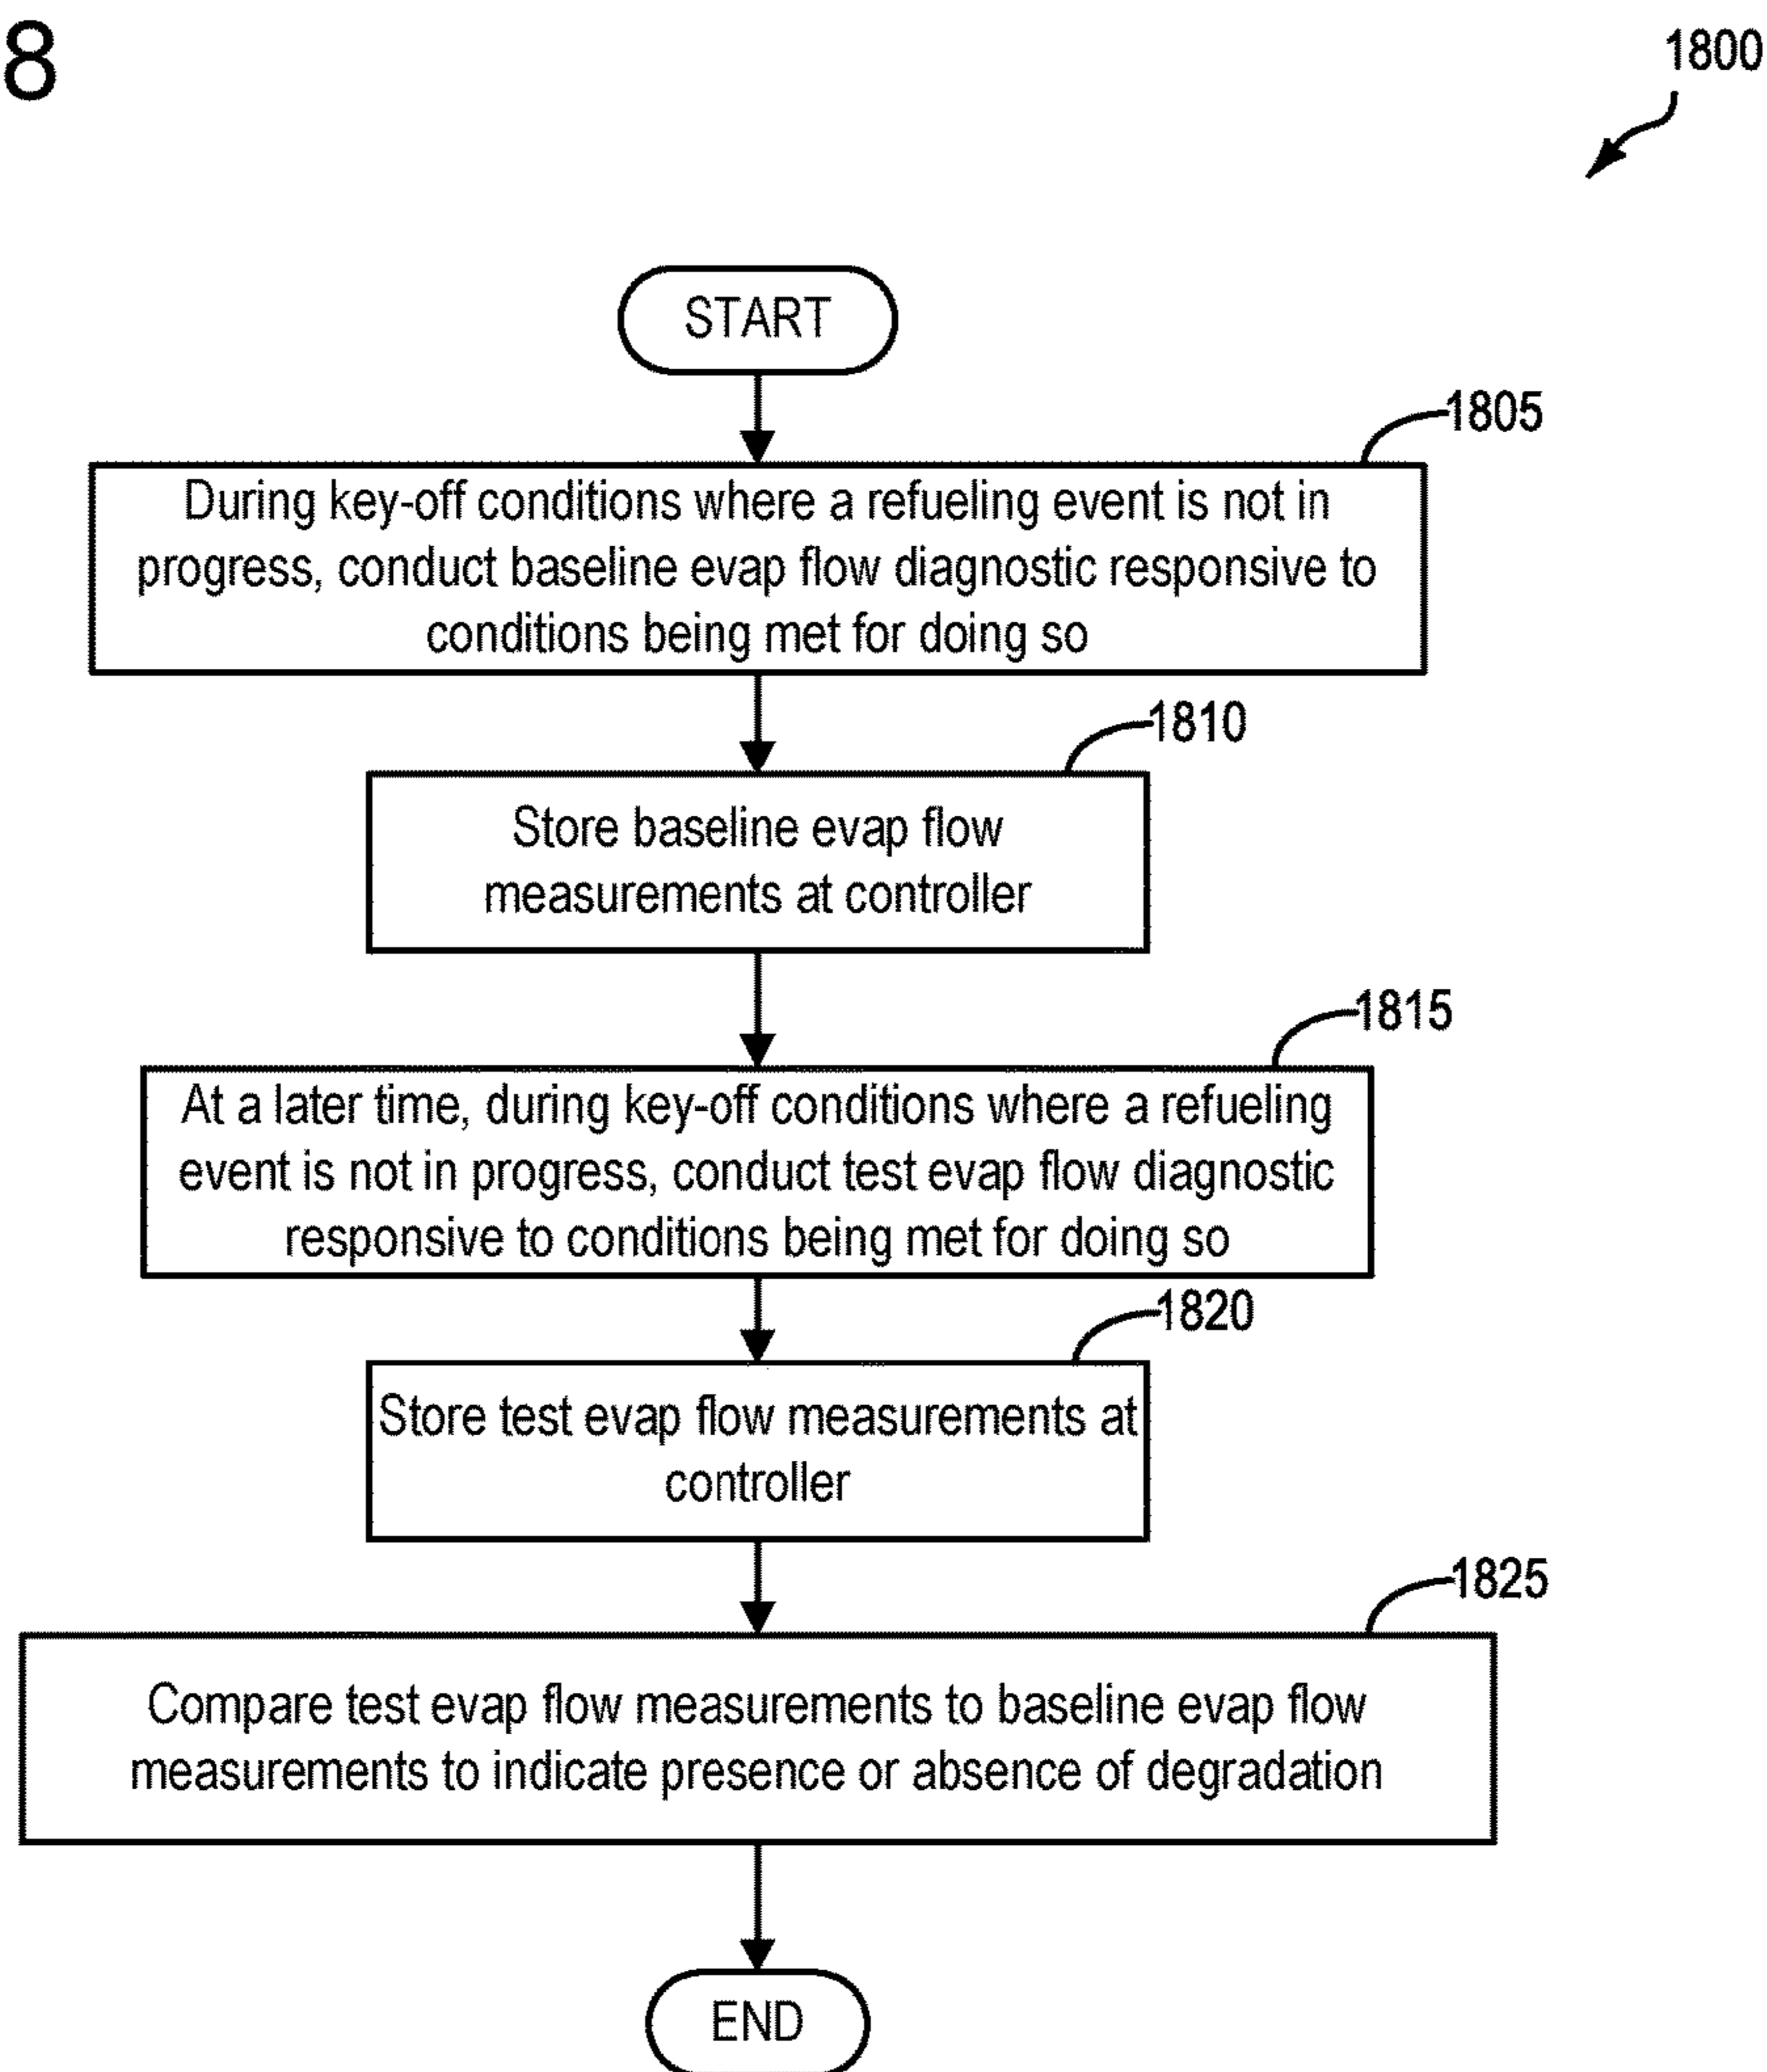 8
1800
START
1805
During key-off conditions where a refueling event is not in
progress, conduct baseline evap flow diagnostic responsive to
conditions being met for doing so
1810
Store baseline evap flow
measurements at controller
1815
At a later time, during key-off conditions where a refueling
event is not in progress, conduct test evap flow diagnostic
responsive to conditions being met for doing so
1820
Store test evap flow measurements at
controller
1825
Compare test evap flow measurements to baseline evap flow
measurements to indicate presence or absence of degradation
END